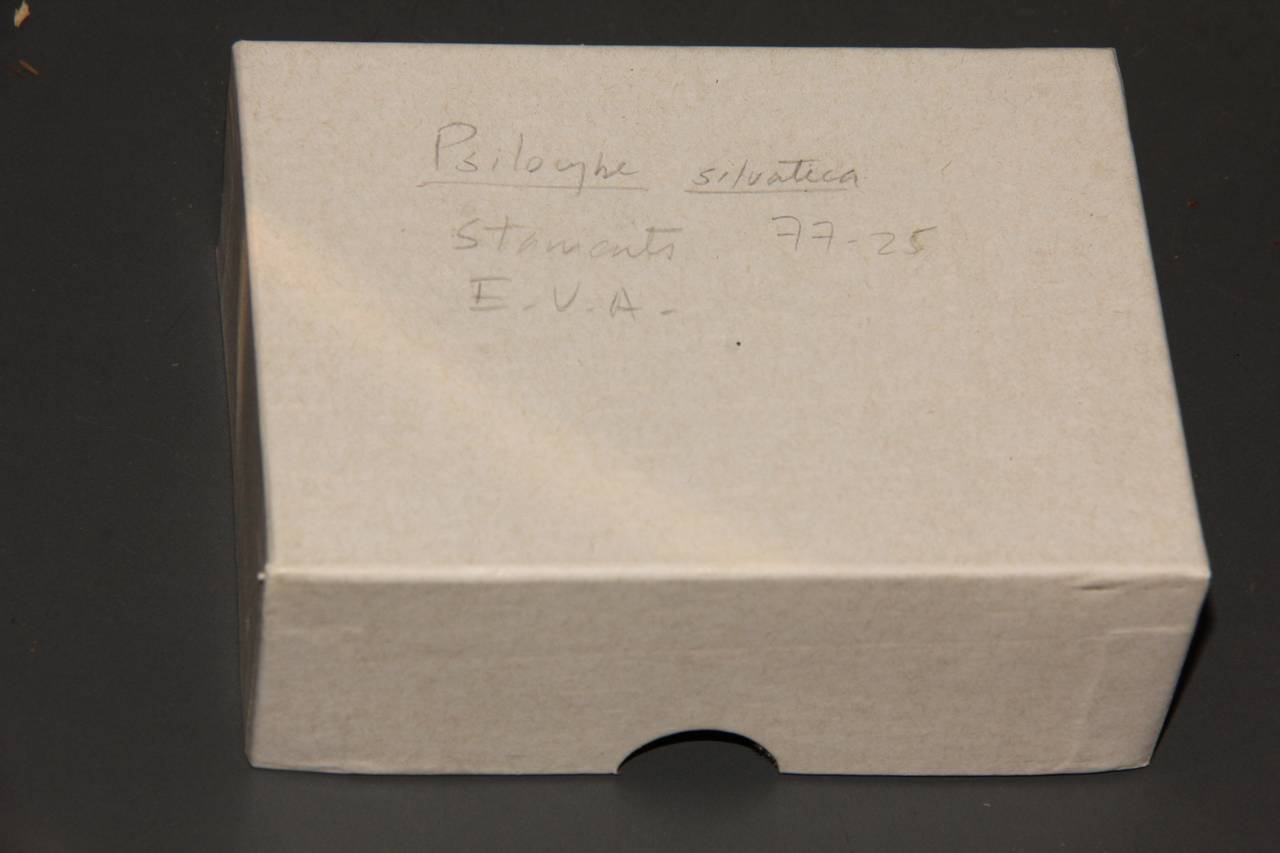 Psilocybe silvatica
Stamets 77-25
E.V.A.